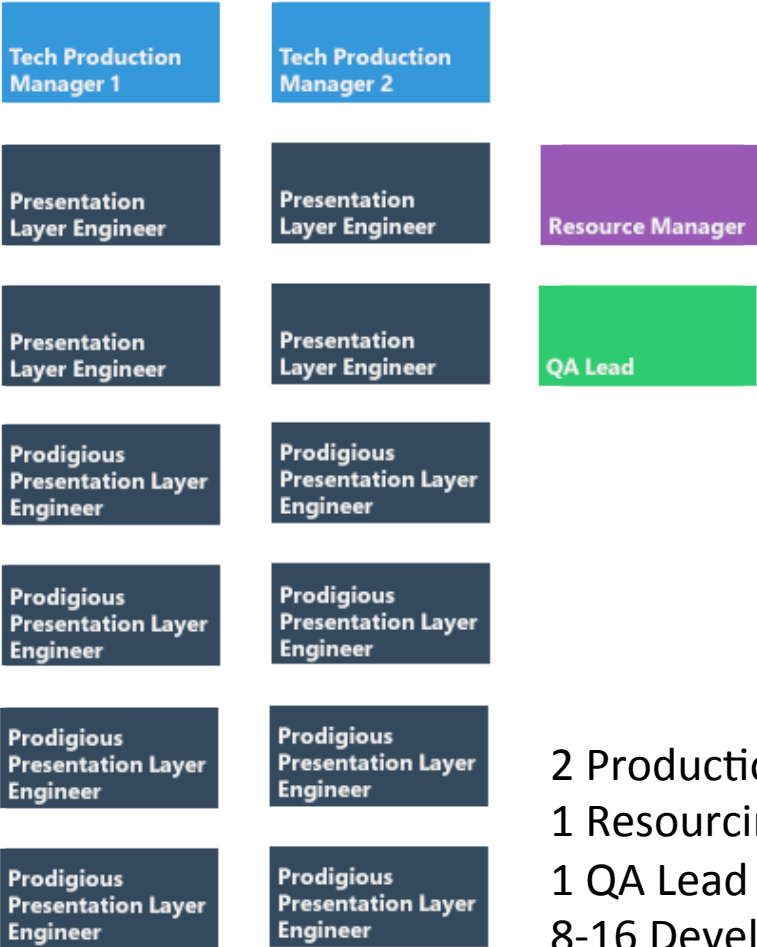 Tech Production
Manager 1
Tech Production
Manager 2
Presentation
Layer Engineer
Presentation
Layer Engineer
Resource Manager
Presentation
Layer Engineer
Presentation
Layer Engineer
QA Lead
Prodigious
Presentation Layer
Engineer
Prodigious
Presentation Layer
Engineer
Prodigious
Presentation Layer
Engineer
Prodigious
Presentation Layer
Engineer
Prodigious
Presentation Layer
Engineer
Prodigious
Presentation Layer
Engineer
Prodigious
Presentation Layer
Engineer
Prodigious
Presentation Layer
Engineer
2
1
1 QA Lead
8-16